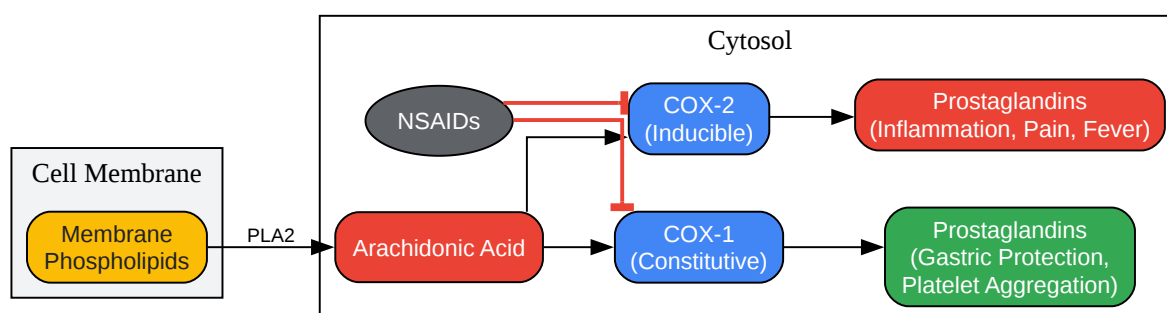 Cytosol
NSAIDs
COX-2
(Inducible)
Prostaglandins
(Inflammation, Pain, Fever)
Cell Membrane
Membrane
Phospholipids
PLA2
Arachidonic Acid
COX-1
(Constitutive)
Prostaglandins
(Gastric Protection,
Platelet Aggregation)